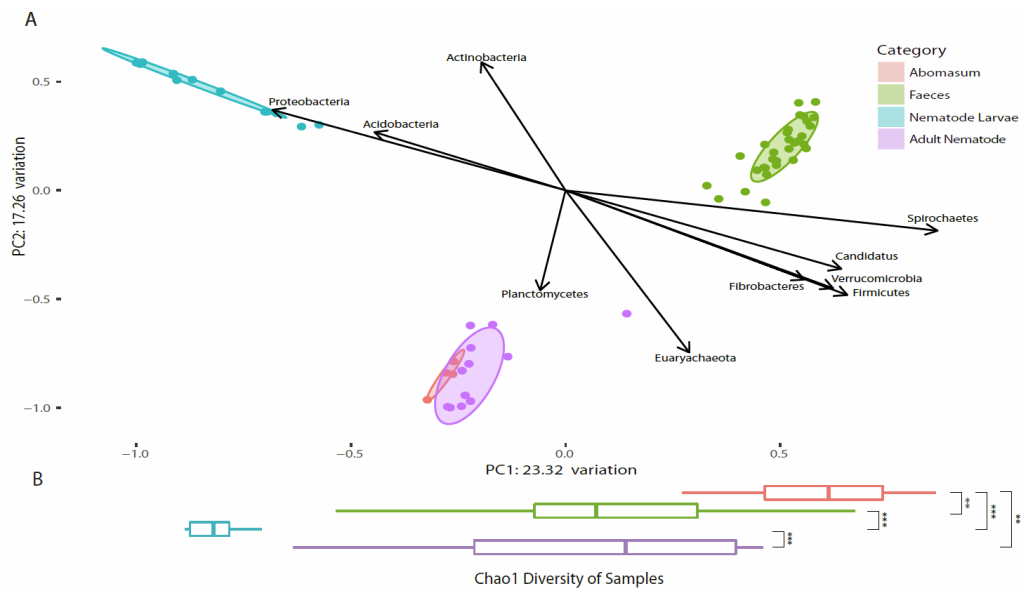 A
Category
Abomasum
Faeces
Nematode Larvae
Adult Nematode
PC2: 17.26 variation
0.5
0.0
−0.5
−1.0
Actinobacteria
Proteobacteria
Acidobacteria
Spirochaetes
Candidatus
Verrucomicrobia
Fibrobacteres
Firmicutes
Planctomycetes
Euryachaeota
−1.0
−0.5
0.0
0.5
PC1: 23.32 variation
B
**
***
**
***
***
Chao1 Diversity of Samples